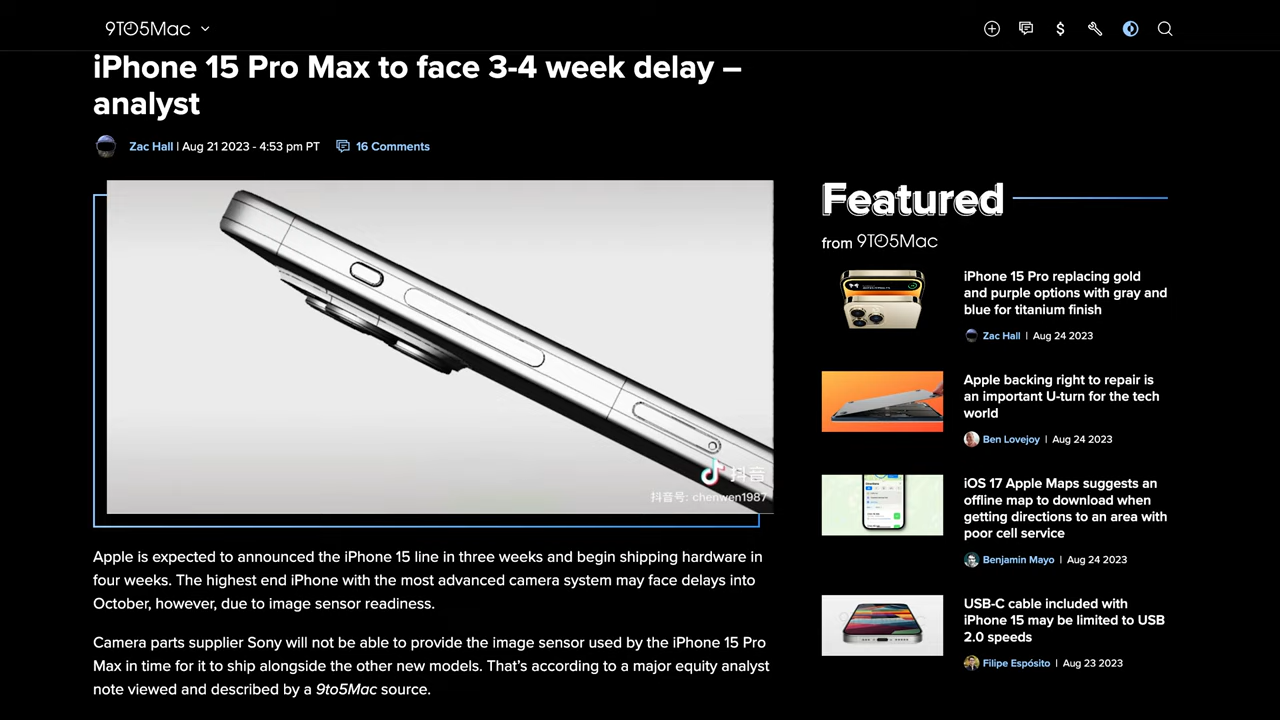 9TO5Mac
iPhone 15 Pro Max to face 3-4 week delay –
analyst
Zac Hall | Aug 21 2023 - 4:53 pm PT
16 Comments
抖音
抖音号: chenwen1987
Apple is expected to announced the iPhone 15 line in three weeks and begin shipping hardware in
four weeks. The highest end iPhone with the most advanced camera system may face delays into
October, however, due to image sensor readiness.
Camera parts supplier Sony will not be able to provide the image sensor used by the iPhone 15 Pro
Max in time for it to ship alongside the other new models. That’s according to a major equity analyst
note viewed and described by a 9to5Mac source.
Featured
from 9TO5Mac
iPhone 15 Pro replacing gold
and purple options with gray and
blue for titanium finish
Zac Hall | Aug 24 2023
Apple backing right to repair is
an important U-turn for the tech
world
Ben Lovejoy | Aug 24 2023
iOS 17 Apple Maps suggests an
offline map to download when
getting directions to an area with
poor cell service
Benjamin Mayo | Aug 24 2023
USB-C cable included with
iPhone 15 may be limited to USB
2.0 speeds
Filipe Espósito | Aug 23 2023